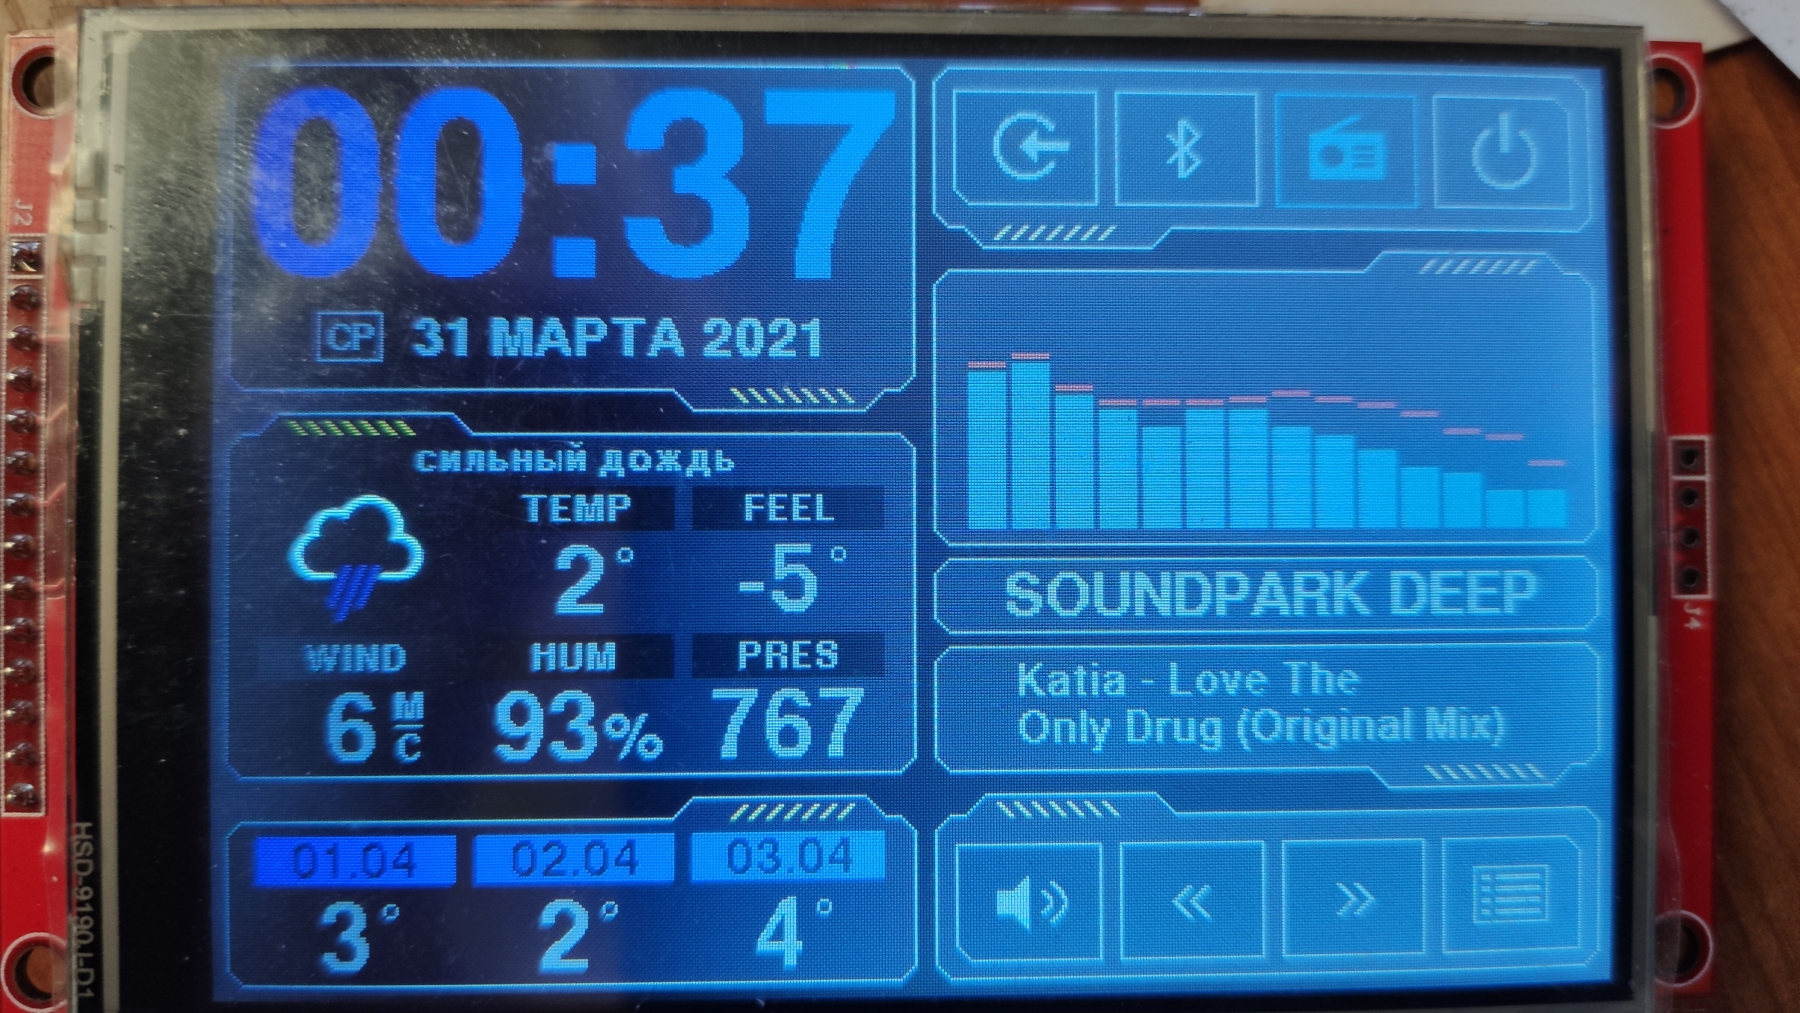 00:37
СР 31 МАРТА 2021
сильный дождь
TEMP FEEL
2° -5°
WIND HUM PRES
6 М/С 93% 767
01.04 02.04 03.04
3° 2° 4°
SOUNDPARK DEEP
Katia - Love The
Only Drug (Original Mix)
J2
J4
HSD-9190J-D1